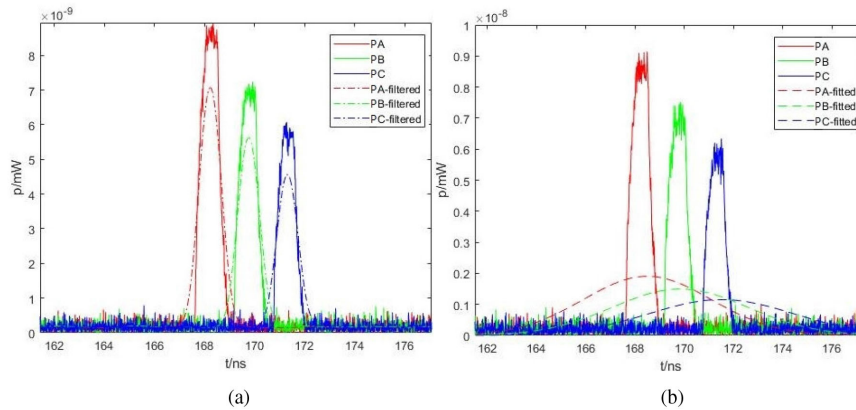 ×10⁻⁹
p/mW
9
8
7
6
5
4
3
2
1
0
162 164 166 168 170 172 174 176
t/ns
PA
PB
PC
PA-filtered
PB-filtered
PC-filtered
(a)
1 ×10⁻⁸
p/mW
0.9
0.8
0.7
0.6
0.5
0.4
0.3
0.2
0.1
0
162 164 166 168 170 172 174 176
t/ns
PA
PB
PC
PA-fitted
PB-fitted
PC-fitted
(b)